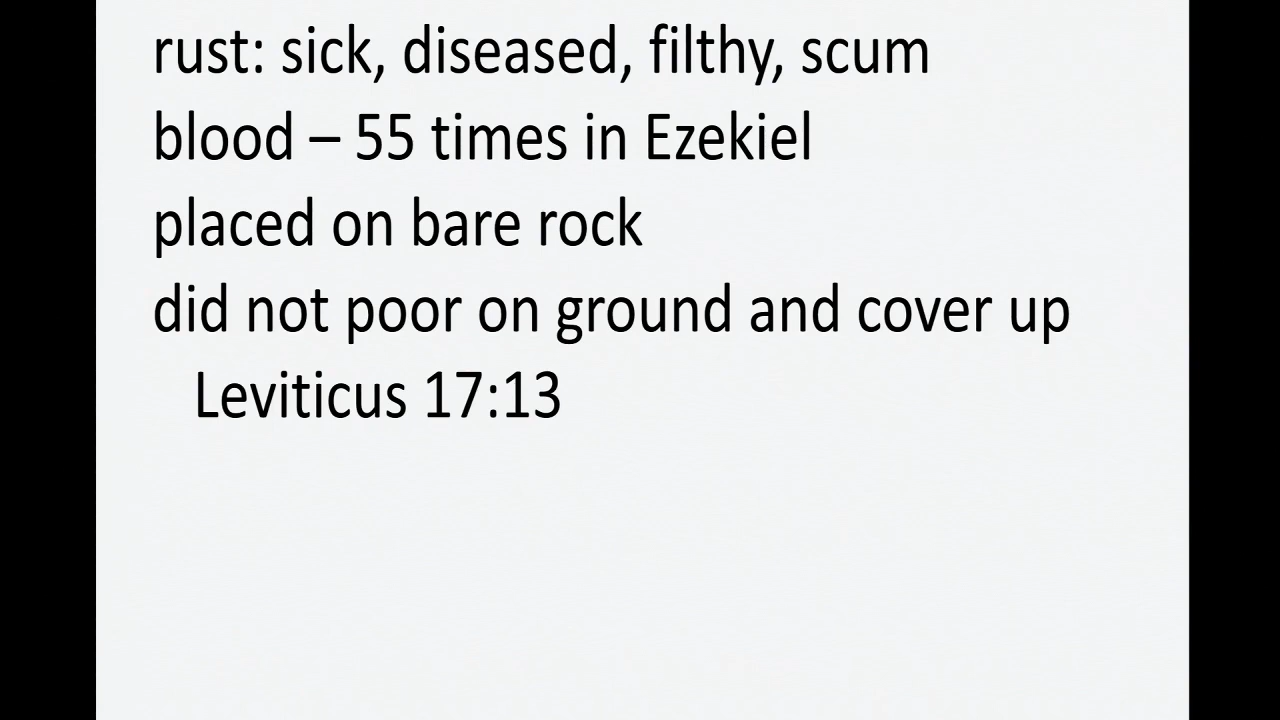 rust: sick, diseased, filthy, scum
blood – 55 times in Ezekiel
placed on bare rock
did not poor on ground and cover up
Leviticus 17:13